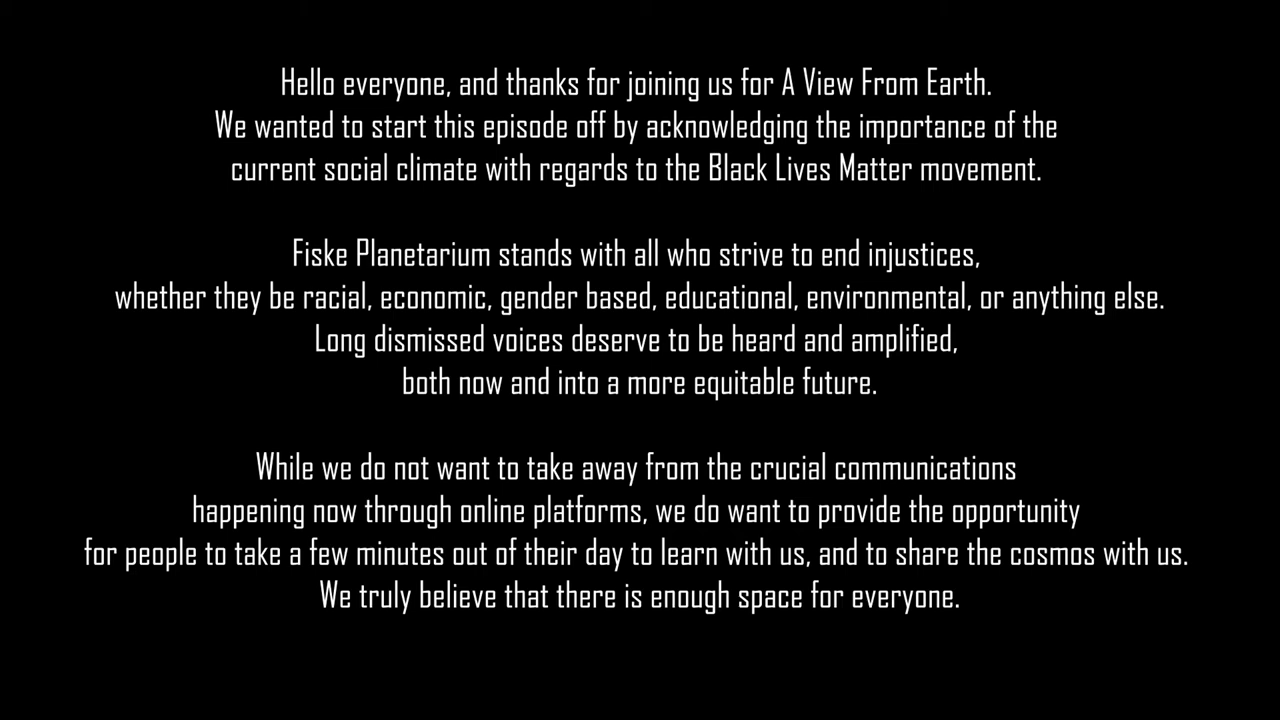 Hello everyone, and thanks for joining us for A View From Earth.
We wanted to start this episode off by acknowledging the importance of the
current social climate with regards to the Black Lives Matter movement.
Fiske Planetarium stands with all who strive to end injustices,
whether they be racial, economic, gender based, educational, environmental, or anything else.
Long dismissed voices deserve to be heard and amplified,
both now and into a more equitable future.
While we do not want to take away from the crucial communications
happening now through online platforms, we do want to provide the opportunity
for people to take a few minutes out of their day to learn with us, and to share the cosmos with us.
We truly believe that there is enough space for everyone.